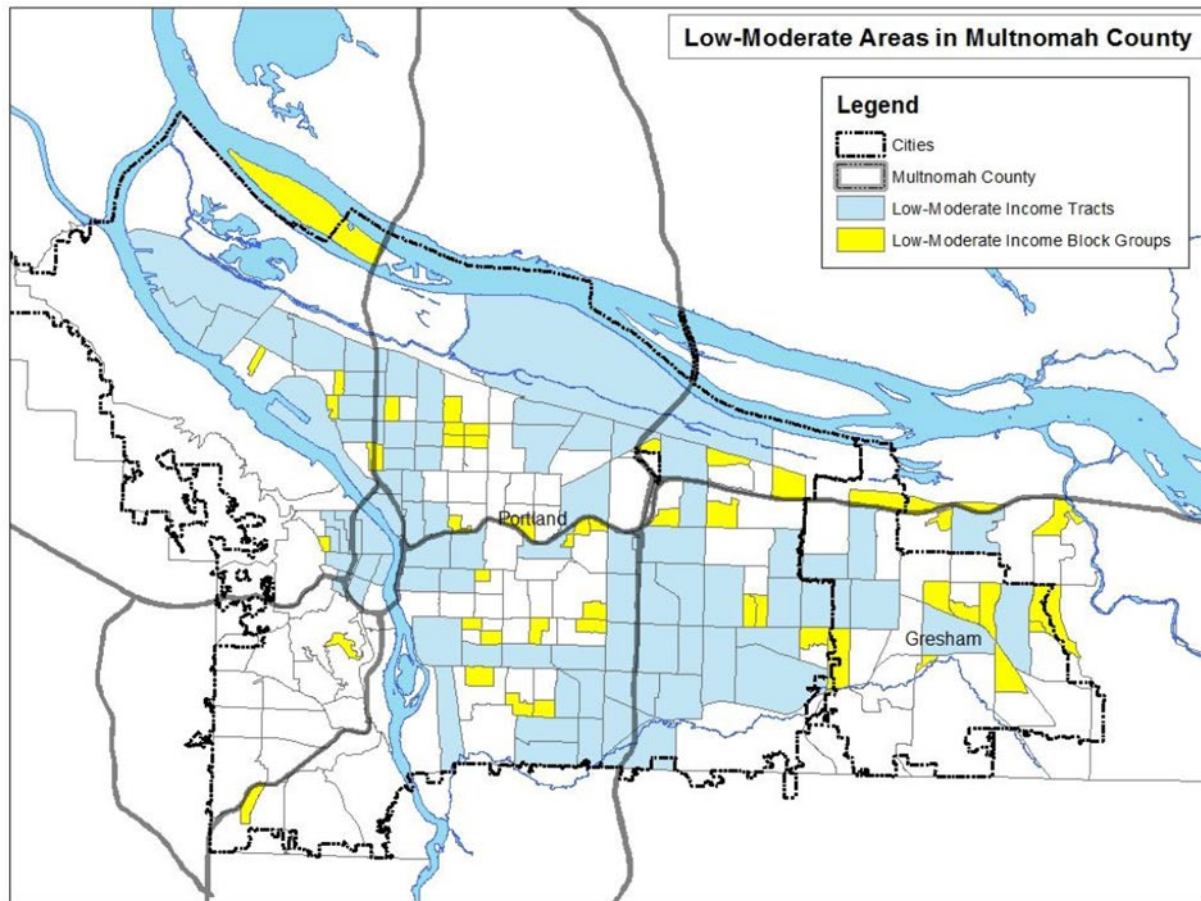 Low-Moderate Areas in Multnomah County
Legend
Cities
Multnomah County
Low-Moderate Income Tracts
Low-Moderate Income Block Groups
Portland
Gresham